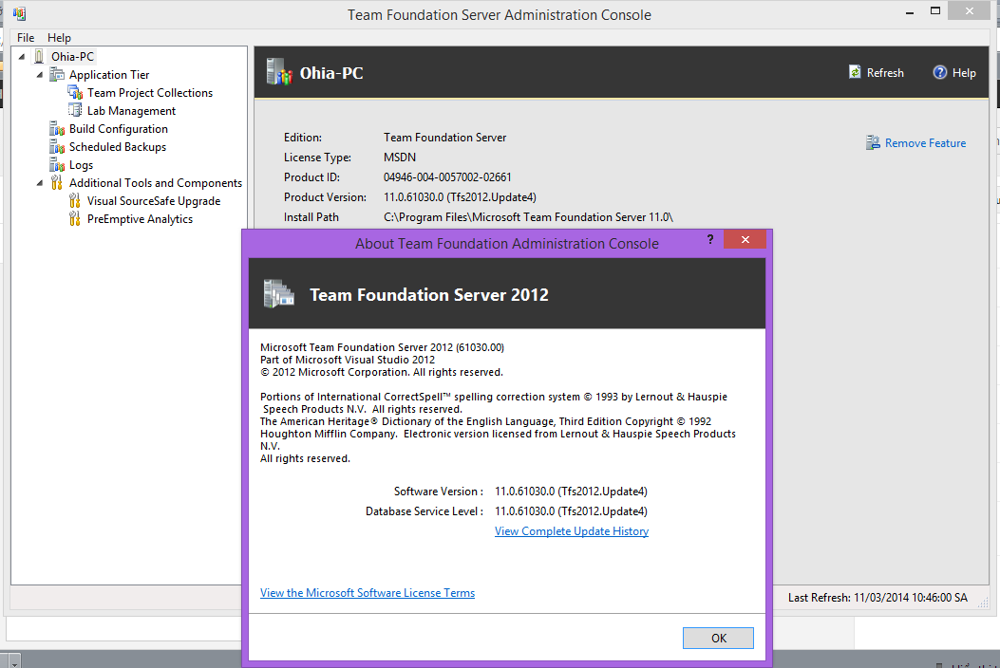 Team Foundation Server Administration Console
File Help
Ohia-PC
Application Tier
Team Project Collections
Lab Management
Build Configuration
Scheduled Backups
Logs
Additional Tools and Components
Visual SourceSafe Upgrade
PreEmptive Analytics
Ohia-PC
Refresh
Help
Edition: Team Foundation Server
License Type: MSDN
Product ID: 04946-004-0057002-02661
Product Version: 11.0.61030.0 (Tfs2012.Update4)
Install Path C:\Program Files\Microsoft Team Foundation Server 11.0\
Remove Feature
About Team Foundation Administration Console
?
Team Foundation Server 2012
Microsoft Team Foundation Server 2012 (61030.00)
Part of Microsoft Visual Studio 2012
© 2012 Microsoft Corporation. All rights reserved.
Portions of International CorrectSpell™ spelling correction system © 1993 by Lernout & Hauspie
Speech Products N.V.  All rights reserved.
The American Heritage® Dictionary of the English Language, Third Edition Copyright © 1992
Houghton Mifflin Company.  Electronic version licensed from Lernout & Hauspie Speech Products
N.V.
All rights reserved.
Software Version : 11.0.61030.0 (Tfs2012.Update4)
Database Service Level : 11.0.61030.0 (Tfs2012.Update4)
View Complete Update History
View the Microsoft Software License Terms
OK
Last Refresh: 11/03/2014 10:46:00 SA